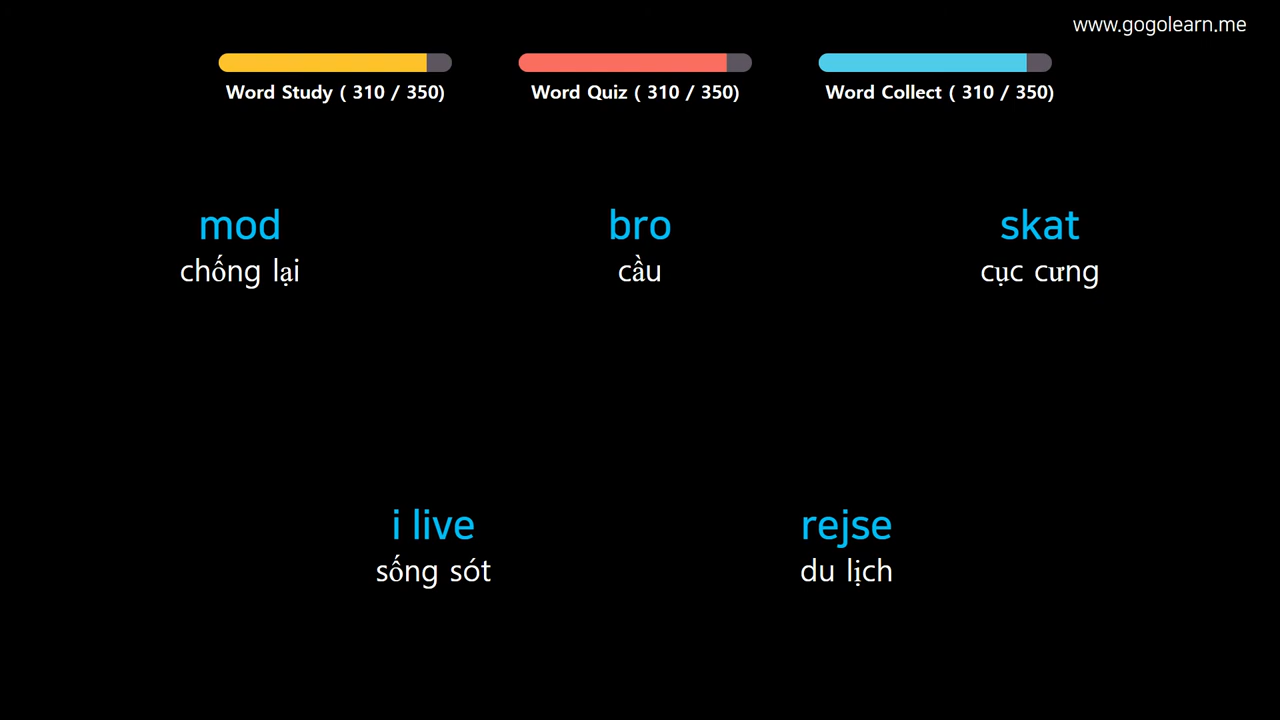 www.gogolearn.me
Word Study ( 310 / 350)
Word Quiz ( 310 / 350)
Word Collect ( 310 / 350)
mod
chống lại
bro
cầu
skat
cục cưng
i live
sống sót
rejse
du lịch